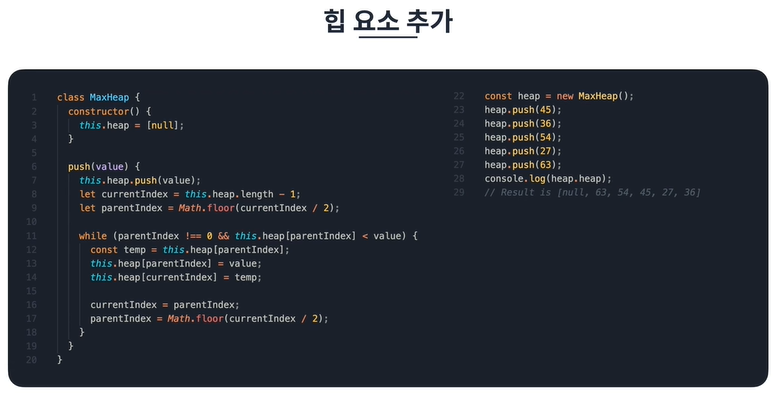 힙 요소 추가
1 class MaxHeap {
2   constructor() {
3     this.heap = [null];
4   }
5
6   push(value) {
7     this.heap.push(value);
8     let currentIndex = this.heap.length - 1;
9     let parentIndex = Math.floor(currentIndex / 2);
10
11     while (parentIndex !== 0 && this.heap[parentIndex] < value) {
12       const temp = this.heap[parentIndex];
13       this.heap[parentIndex] = value;
14       this.heap[currentIndex] = temp;
15
16       currentIndex = parentIndex;
17       parentIndex = Math.floor(currentIndex / 2);
18     }
19   }
20 }
22 const heap = new MaxHeap();
23 heap.push(45);
24 heap.push(36);
25 heap.push(54);
26 heap.push(27);
27 heap.push(63);
28 console.log(heap.heap);
29 // Result is [null, 63, 54, 45, 27, 36]